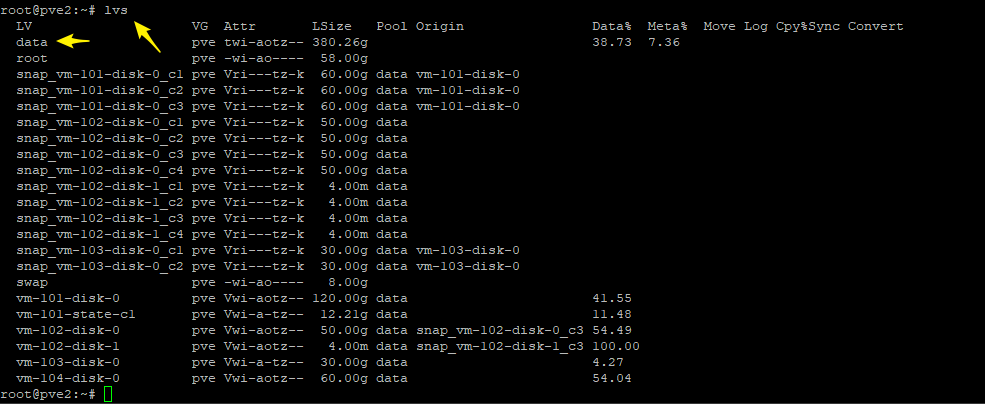 root@pve2:~# lvs
  LV                   VG  Attr       LSize   Pool Origin               Data%  Meta%  Move Log Cpy%Sync Convert
  data                 pve twi-aotz-- 380.26g                           38.73  7.36
  root                 pve -wi-ao----  58.00g
  snap_vm-101-disk-0_c1 pve Vri---tz-k  60.00g data vm-101-disk-0
  snap_vm-101-disk-0_c2 pve Vri---tz-k  60.00g data vm-101-disk-0
  snap_vm-101-disk-0_c3 pve Vri---tz-k  60.00g data vm-101-disk-0
  snap_vm-102-disk-0_c1 pve Vri---tz-k  50.00g data
  snap_vm-102-disk-0_c2 pve Vri---tz-k  50.00g data
  snap_vm-102-disk-0_c3 pve Vri---tz-k  50.00g data
  snap_vm-102-disk-0_c4 pve Vri---tz-k  50.00g data
  snap_vm-102-disk-1_c1 pve Vri---tz-k   4.00m data
  snap_vm-102-disk-1_c2 pve Vri---tz-k   4.00m data
  snap_vm-102-disk-1_c3 pve Vri---tz-k   4.00m data
  snap_vm-102-disk-1_c4 pve Vri---tz-k   4.00m data
  snap_vm-103-disk-0_c1 pve Vri---tz-k  30.00g data vm-103-disk-0
  snap_vm-103-disk-0_c2 pve Vri---tz-k  30.00g data vm-103-disk-0
  swap                 pve -wi-ao----   8.00g
  vm-101-disk-0        pve Vwi-aotz-- 120.00g data                      41.55
  vm-101-state-c1      pve Vwi-a-tz--  12.21g data                      11.48
  vm-102-disk-0        pve Vwi-aotz--  50.00g data snap_vm-102-disk-0_c3 54.49
  vm-102-disk-1        pve Vwi-aotz--   4.00m data snap_vm-102-disk-1_c3 100.00
  vm-103-disk-0        pve Vwi-a-tz--  30.00g data                      4.27
  vm-104-disk-0        pve Vwi-aotz--  60.00g data                      54.04
root@pve2:~#